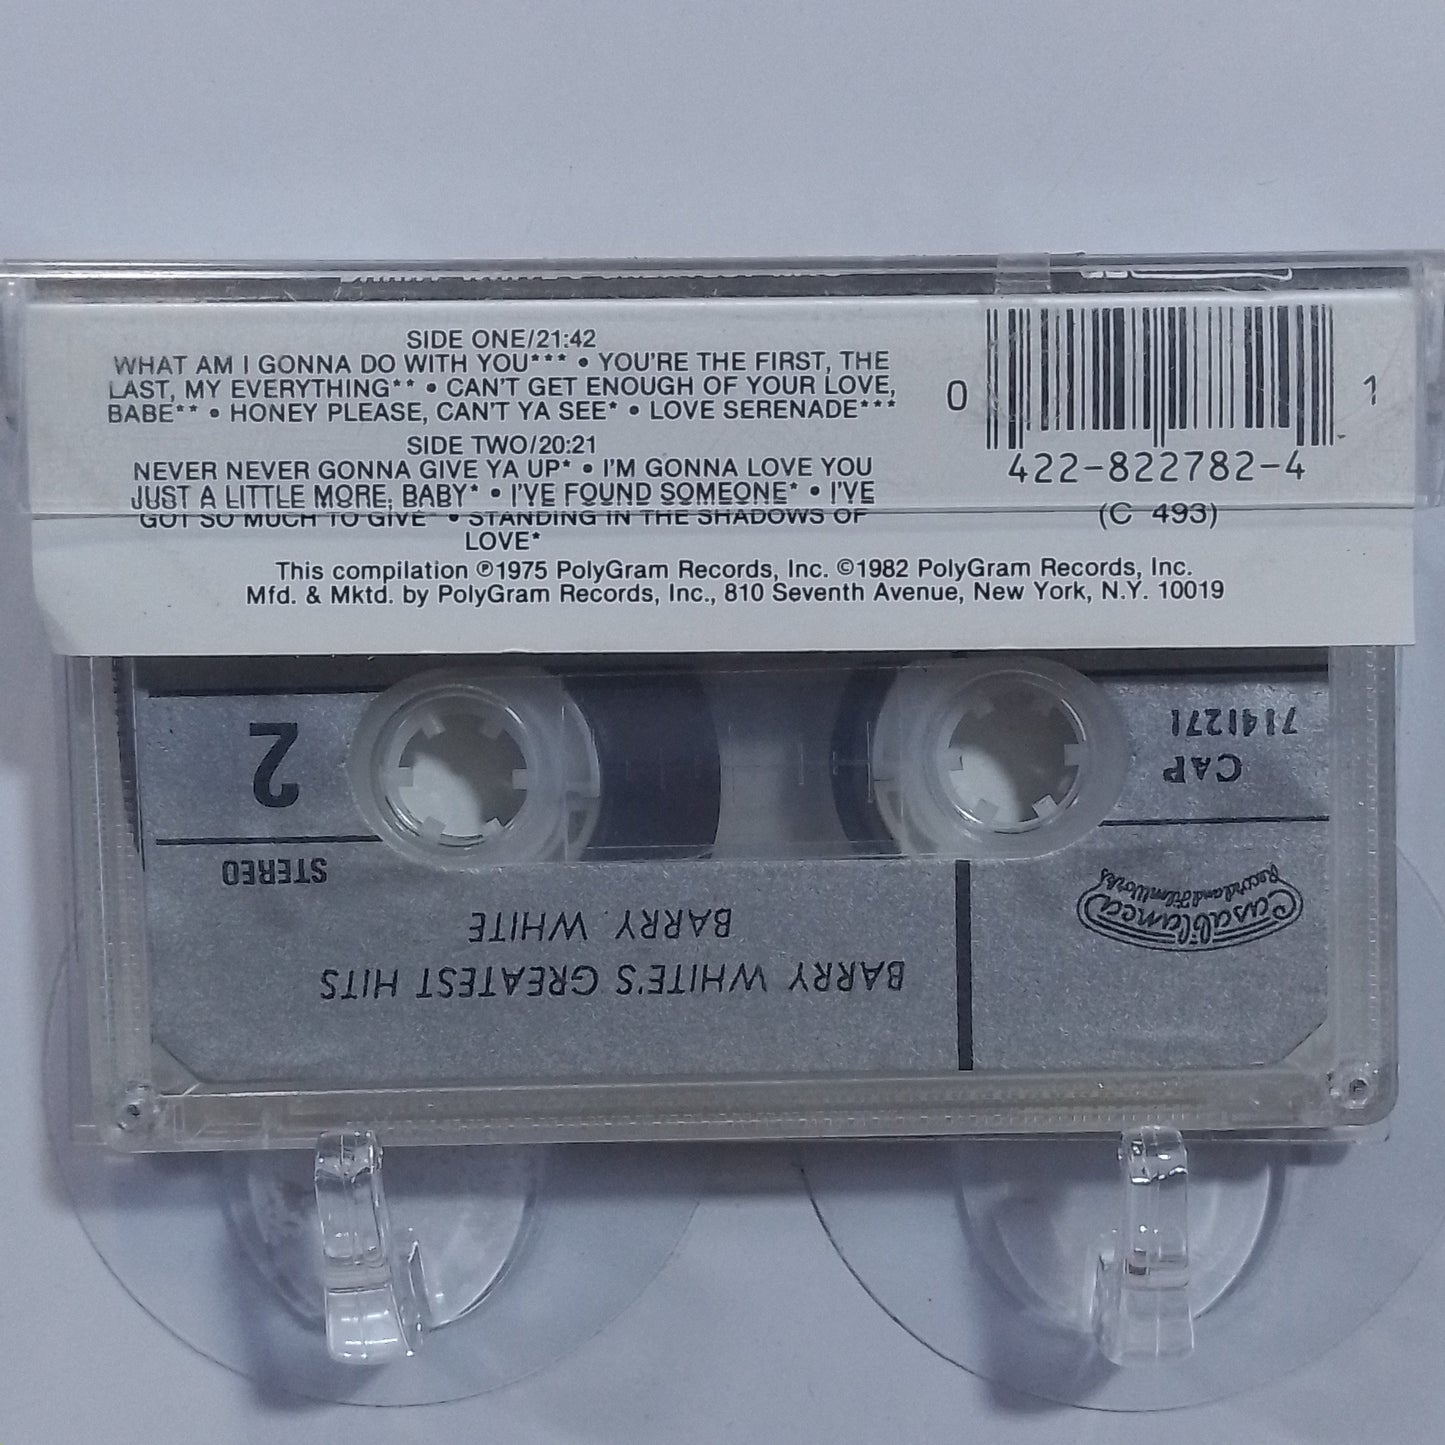 SIDE ONE/21:42
WHAT AM I GONNA DO WITH YOU*** • YOU'RE THE FIRST, THE
LAST, MY EVERYTHING** • CAN'T GET ENOUGH OF YOUR LOVE,
BABE** • HONEY PLEASE, CAN'T YA SEE* • LOVE SERENADE***
SIDE TWO/20:21
NEVER NEVER GONNA GIVE YA UP* • I'M GONNA LOVE YOU
JUST A LITTLE MORE, BABY* • I'VE FOUND SOMEONE* • I'VE
GOT SO MUCH TO GIVE* • STANDING IN THE SHADOWS OF
LOVE*
0 1
422-822782-4
(C 493)
This compilation ℗1975 PolyGram Records, Inc. ©1982 PolyGram Records, Inc.
Mfd. & Mktd. by PolyGram Records, Inc., 810 Seventh Avenue, New York, N.Y. 10019
BARRY WHITE'S GREATEST HITS
BARRY WHITE
Casablanca
Record and FilmWorks
STEREO
2
CAP
7141271